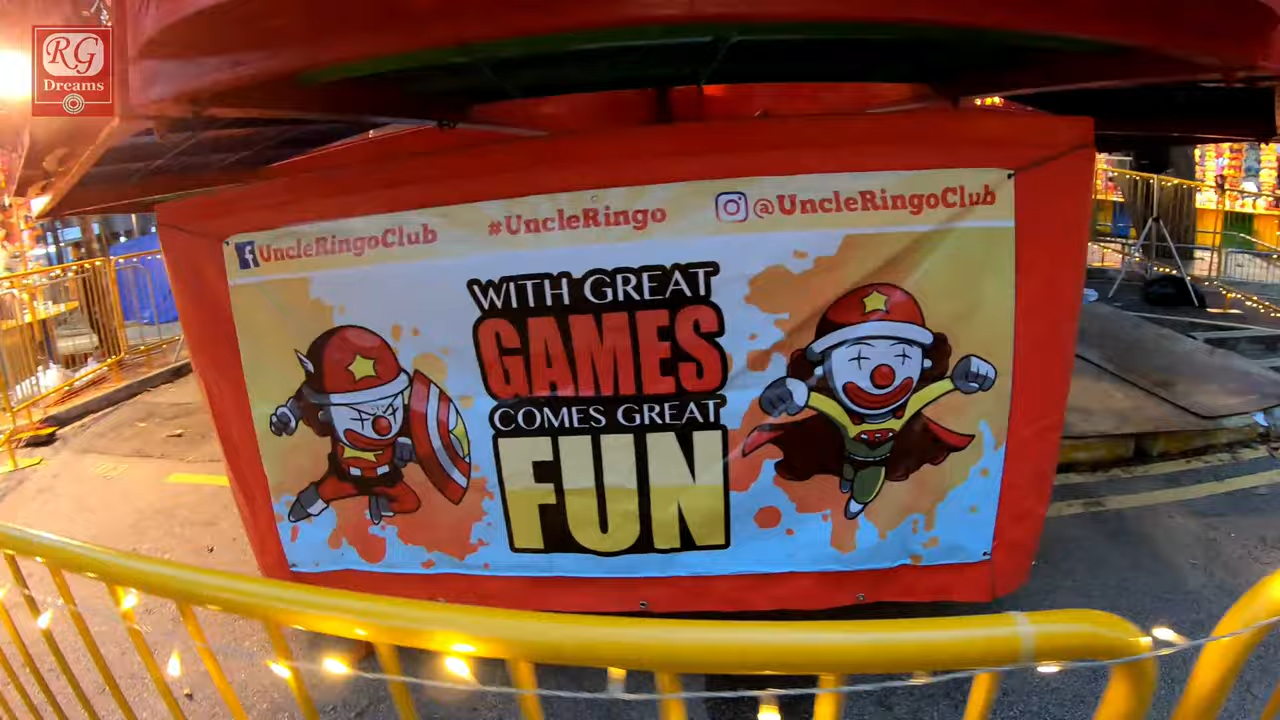 RG
Dreams
UncleRingoClub
#UncleRingo
@UncleRingoClub
WITH GREAT
GAMES
COMES GREAT
FUN